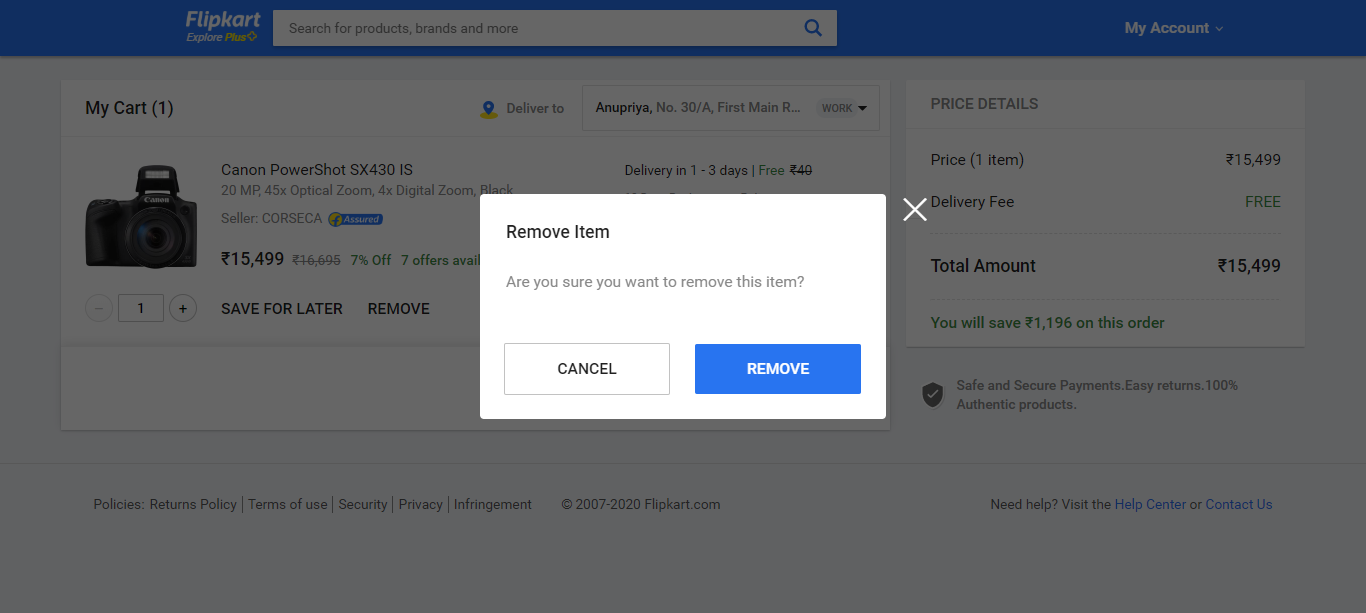 Flipkart
Explore Plus
Search for products, brands and more
My Account
My Cart (1)
Deliver to
Anupriya, No. 30/A, First Main R...
WORK
Canon PowerShot SX430 IS
20 MP, 45x Optical Zoom, 4x Digital Zoom, Black
Seller: CORSECA
Assured
Canon
₹15,499 ₹16,695 7% Off 7 offers
1
SAVE FOR LATER REMOVE
Delivery in 1 - 3 days | Free ₹40
Remove Item
Are you sure you want to remove this item?
CANCEL
REMOVE
PRICE DETAILS
Price (1 item) ₹15,499
Delivery Fee FREE
Total Amount ₹15,499
You will save ₹1,196 on this order
Safe and Secure Payments.Easy returns.100%
Authentic products.
Policies: Returns Policy | Terms of use | Security | Privacy | Infringement © 2007-2020 Flipkart.com
Need help? Visit the Help Center or Contact Us